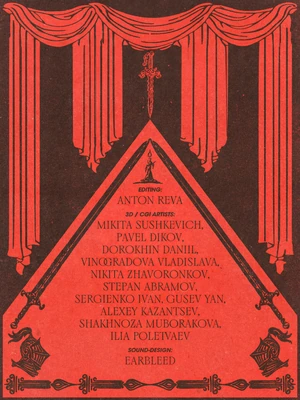 EDITING:
ANTON REVA
3D / CGI ARTISTS:
MIKITA SUSHKEVICH,
PAVEL DIKOV,
DOROKHIN DANIIL,
VINOGRADOVA VLADISLAVA,
NIKITA ZHAVORONKOV,
STEPAN ABRAMOV,
SERGIENKO IVAN, GUSEV YAN,
ALEXEY KAZANTSEV,
SHAKHNOZA MUBORAKOVA,
ILIA POLETVAEV
SOUND-DESIGN:
EARBLEED